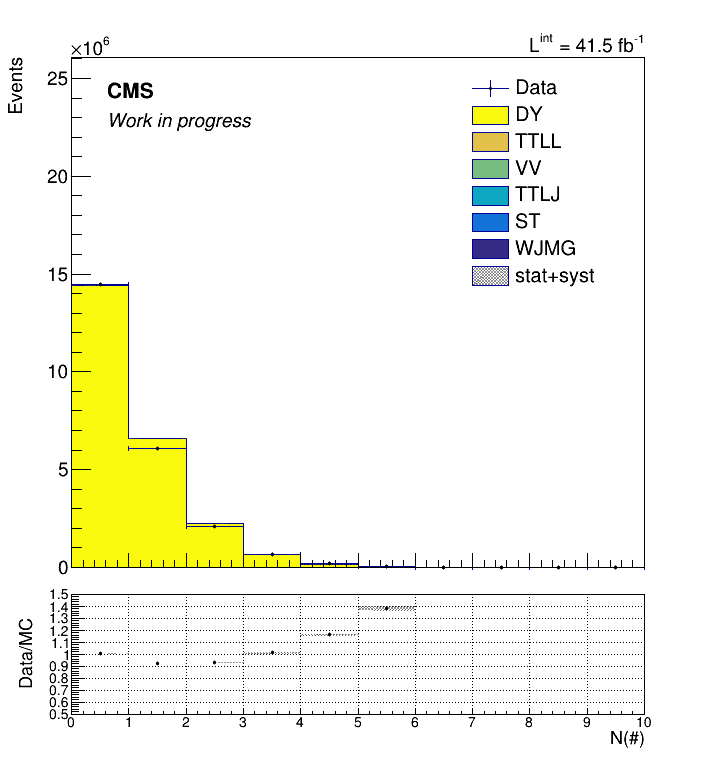 ×10⁶
L^int = 41.5 fb⁻¹
Events
25
20
15
10
5
0
CMS
Work in progress
Data
DY
TTLL
VV
TTLJ
ST
WJMG
stat+syst
Data/MC
1.5
1.4
1.3
1.2
1.1
1
0.9
0.8
0.7
0.6
0.5
0 1 2 3 4 5 6 7 8 9 10
N(#)